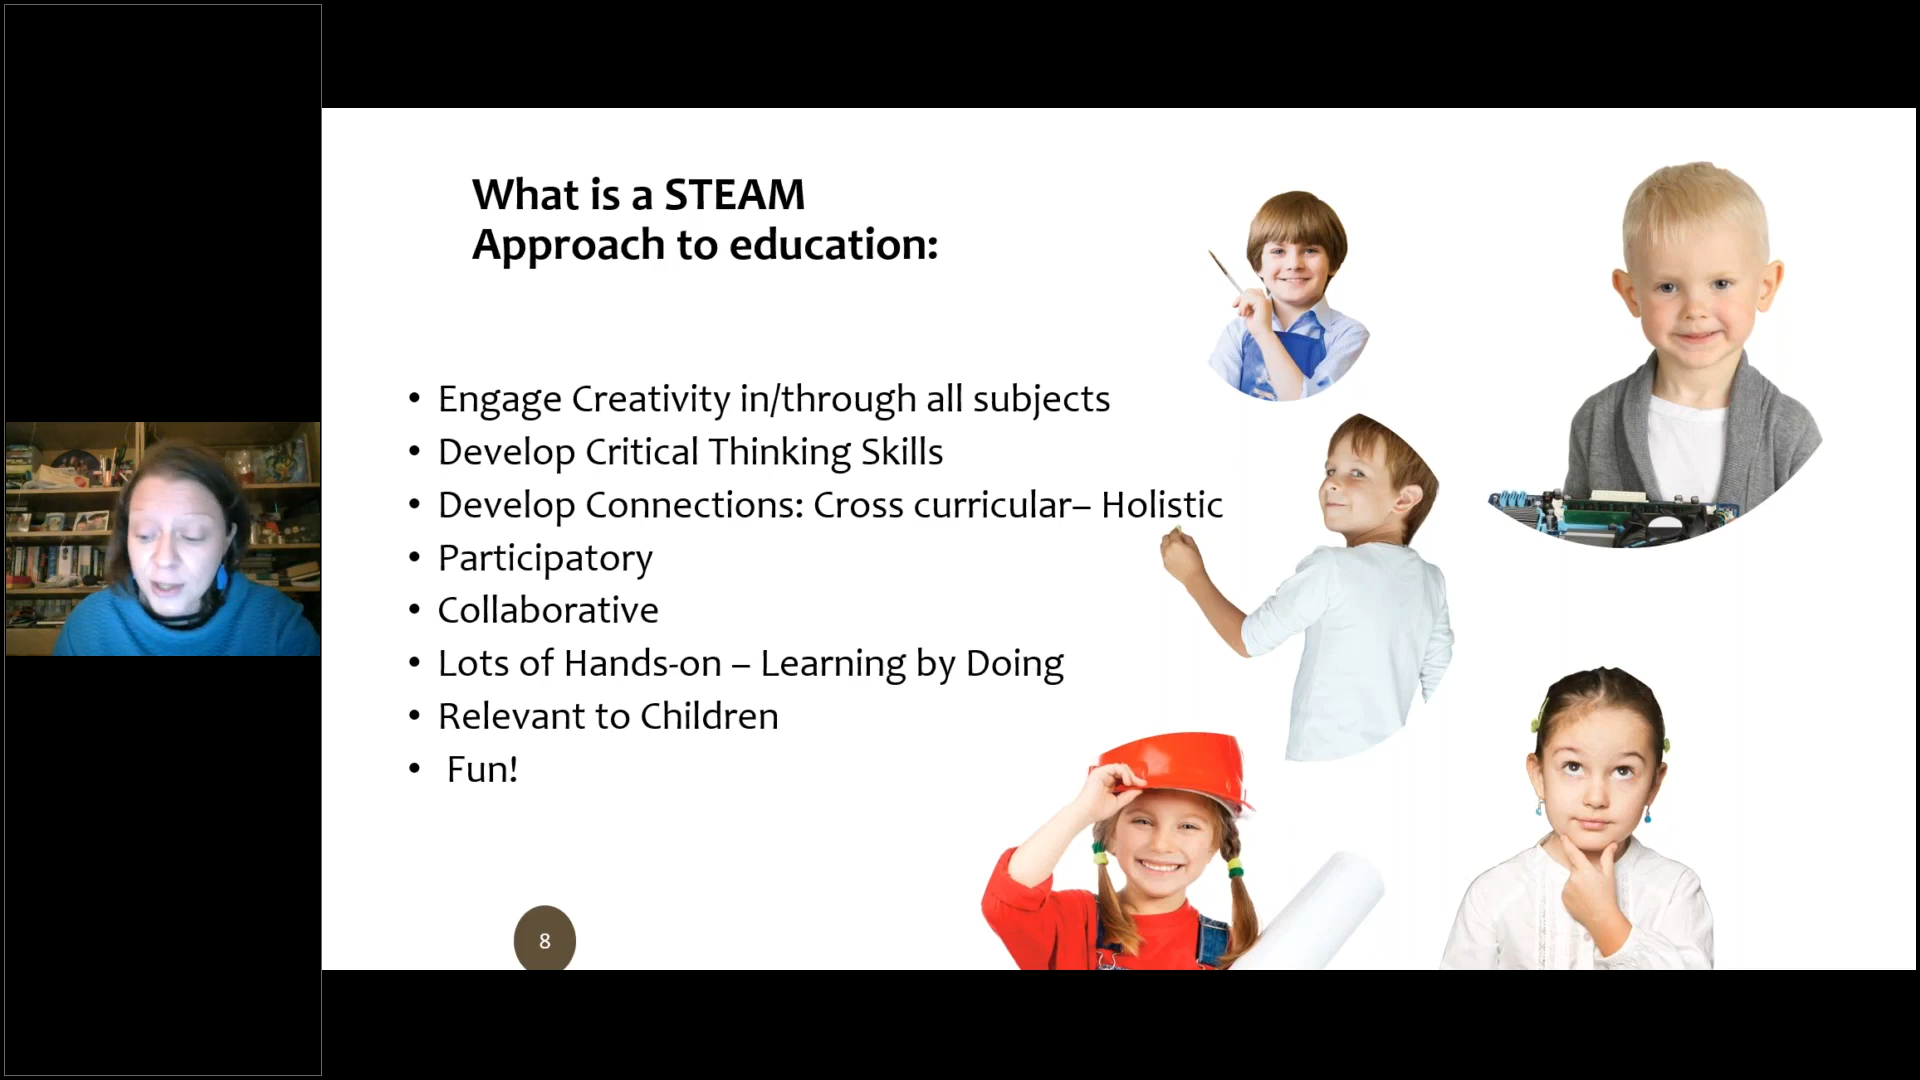 What is a STEAM
Approach to education:
• Engage Creativity in/through all subjects
• Develop Critical Thinking Skills
• Develop Connections: Cross curricular– Holistic
• Participatory
• Collaborative
• Lots of Hands-on – Learning by Doing
• Relevant to Children
• Fun!
8